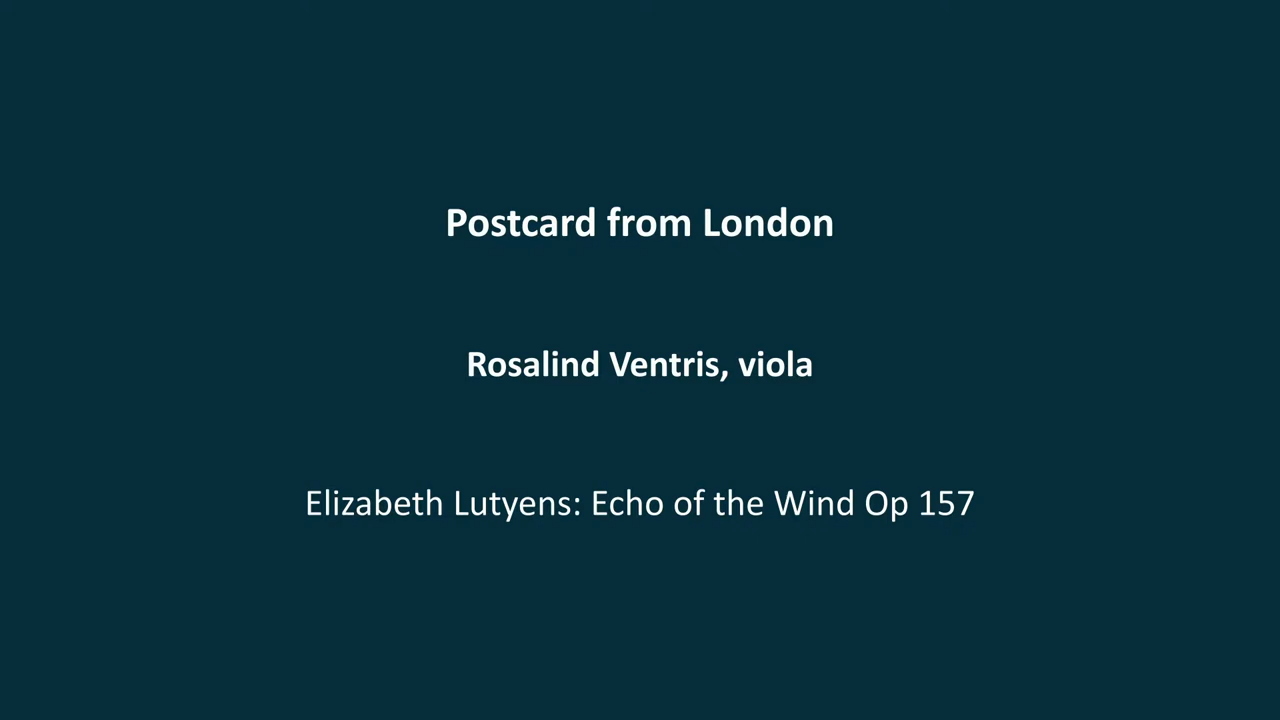 Postcard from London
Rosalind Ventris, viola
Elizabeth Lutyens: Echo of the Wind Op 157